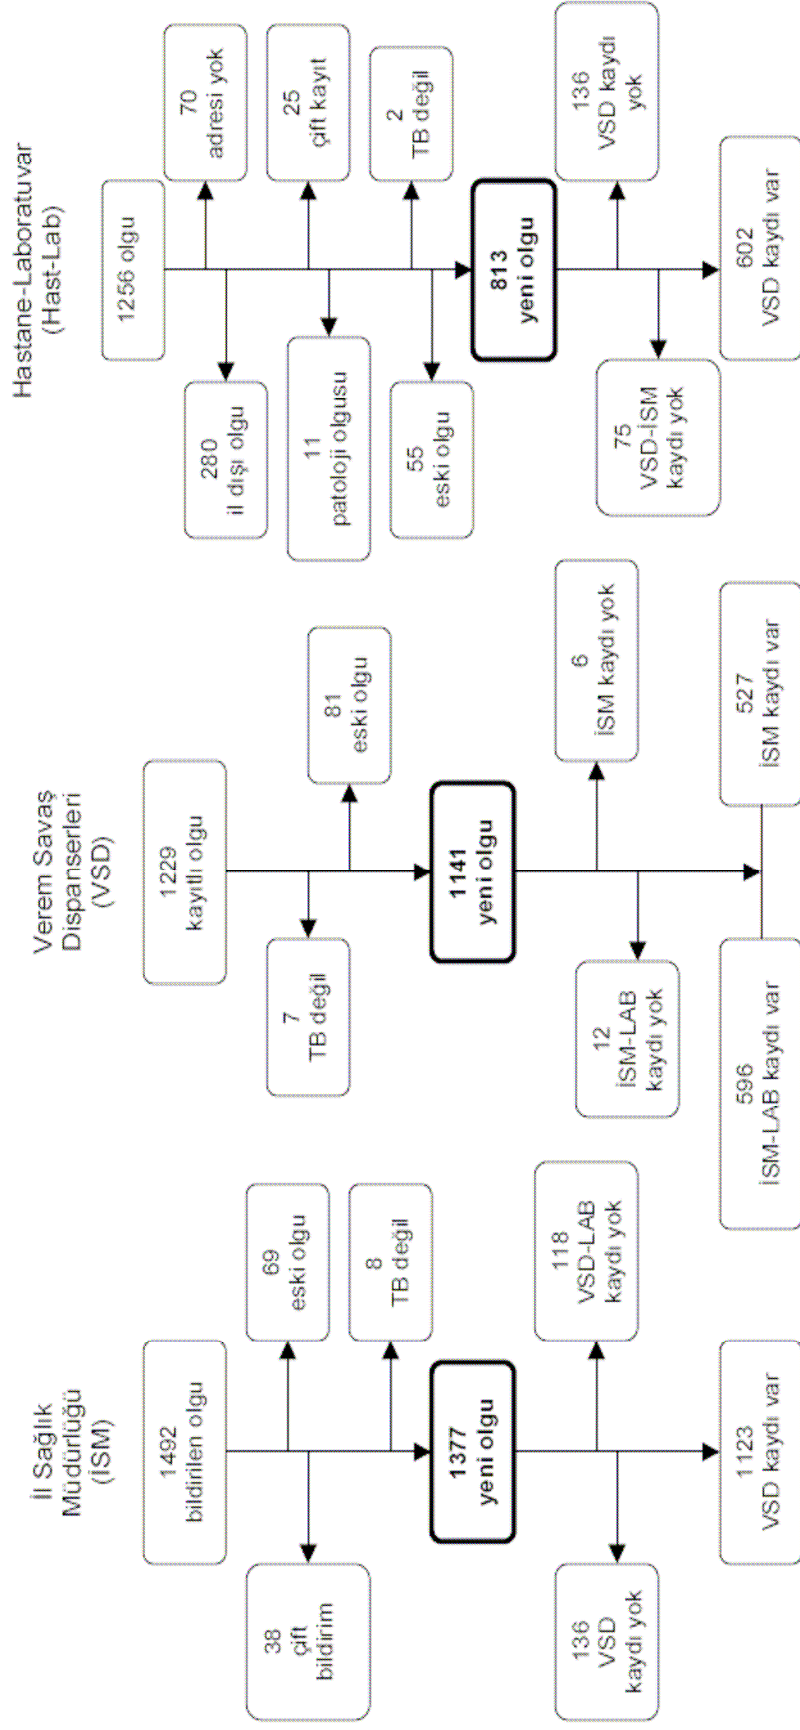 İl Sağlık
Müdürlüğü
(İSM)
1492
bildirilen olgu
38
çift
bildirim
69
eski olgu
8
TB değil
1377
yeni olgu
136
VSD
kaydı yok
118
VSD-LAB
kaydı yok
1123
VSD kaydı var
Verem Savaş
Dispanserleri
(VSD)
1229
kayıtlı olgu
7
TB değil
81
eski olgu
1141
yeni olgu
12
İSM-LAB
kaydı yok
6
İSM kaydı yok
596
İSM-LAB kaydı var
527
İSM kaydı var
Hastane-Laboratuvar
(Hast-Lab)
1256 olgu
280
il dışı olgu
70
adresi yok
11
patoloji olgusu
25
çift kayıt
55
eski olgu
2
TB değil
813
yeni olgu
75
VSD-İSM
kaydı yok
136
VSD kaydı
yok
602
VSD kaydı var